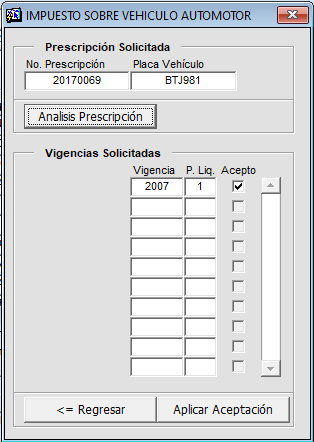 IMPUESTO SOBRE VEHICULO AUTOMOTOR
Prescripción Solicitada
No. Prescripción Placa Vehículo
20170069 BTJ981
Analisis Prescripción
Vigencias Solicitadas
Vigencia P. Liq. Acepto
2007 1
<= Regresar Aplicar Aceptación